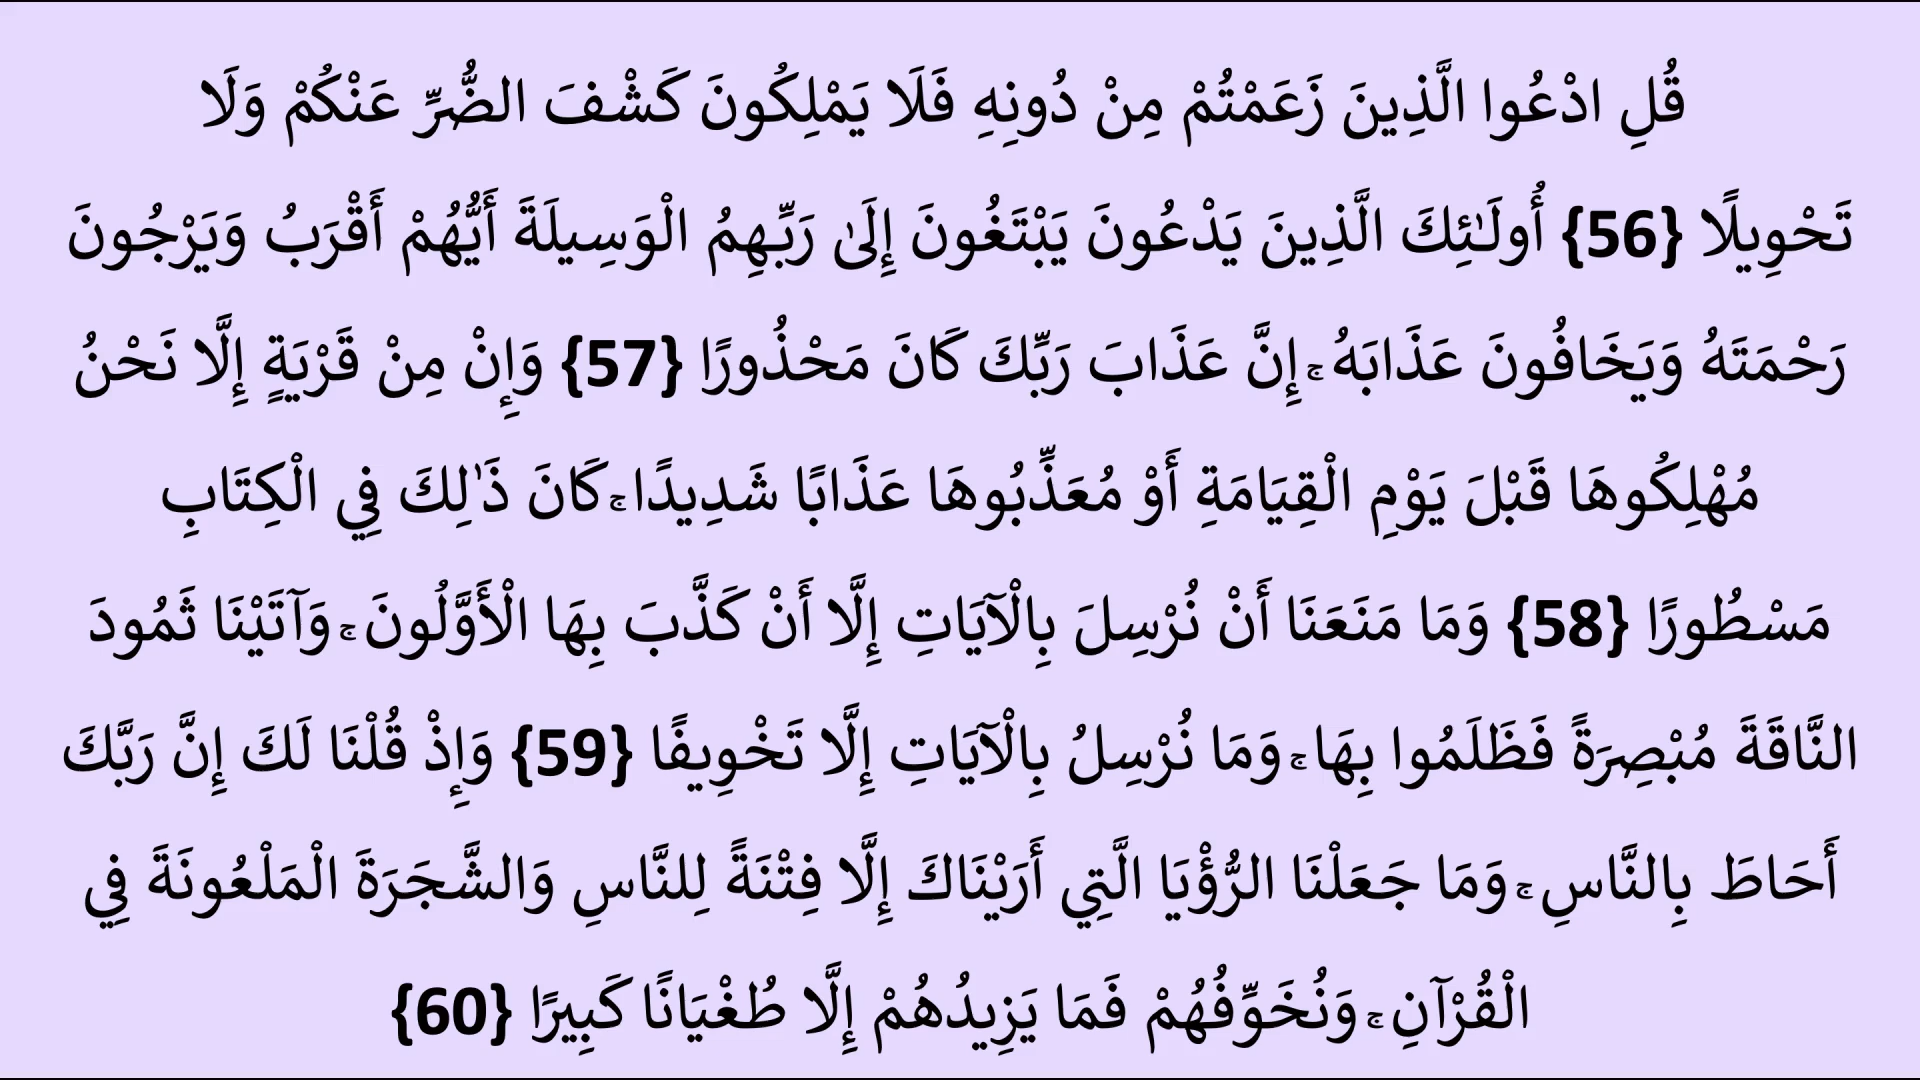 قُلِ ادْعُوا الَّذِينَ زَعَمْتُمْ مِنْ دُونِهِ فَلَا يَمْلِكُونَ كَشْفَ الضُّرِّ عَنْكُمْ وَلَا
تَحْوِيلًا {56} أُولَـٰئِكَ الَّذِينَ يَدْعُونَ يَبْتَغُونَ إِلَىٰ رَبِّهِمُ الْوَسِيلَةَ أَيُّهُمْ أَقْرَبُ وَيَرْجُونَ
رَحْمَتَهُ وَيَخَافُونَ عَذَابَهُ ۚ إِنَّ عَذَابَ رَبِّكَ كَانَ مَحْذُورًا {57} وَإِنْ مِنْ قَرْيَةٍ إِلَّا نَحْنُ
مُهْلِكُوهَا قَبْلَ يَوْمِ الْقِيَامَةِ أَوْ مُعَذِّبُوهَا عَذَابًا شَدِيدًا ۚ كَانَ ذَٰلِكَ فِي الْكِتَابِ
مَسْطُورًا {58} وَمَا مَنَعَنَا أَنْ نُرْسِلَ بِالْآيَاتِ إِلَّا أَنْ كَذَّبَ بِهَا الْأَوَّلُونَ ۚ وَآتَيْنَا ثَمُودَ
النَّاقَةَ مُبْصِرَةً فَظَلَمُوا بِهَا ۚ وَمَا نُرْسِلُ بِالْآيَاتِ إِلَّا تَخْوِيفًا {59} وَإِذْ قُلْنَا لَكَ إِنَّ رَبَّكَ
أَحَاطَ بِالنَّاسِ ۚ وَمَا جَعَلْنَا الرُّؤْيَا الَّتِي أَرَيْنَاكَ إِلَّا فِتْنَةً لِلنَّاسِ وَالشَّجَرَةَ الْمَلْعُونَةَ فِي
الْقُرْآنِ ۚ وَنُخَوِّفُهُمْ فَمَا يَزِيدُهُمْ إِلَّا طُغْيَانًا كَبِيرًا {60}